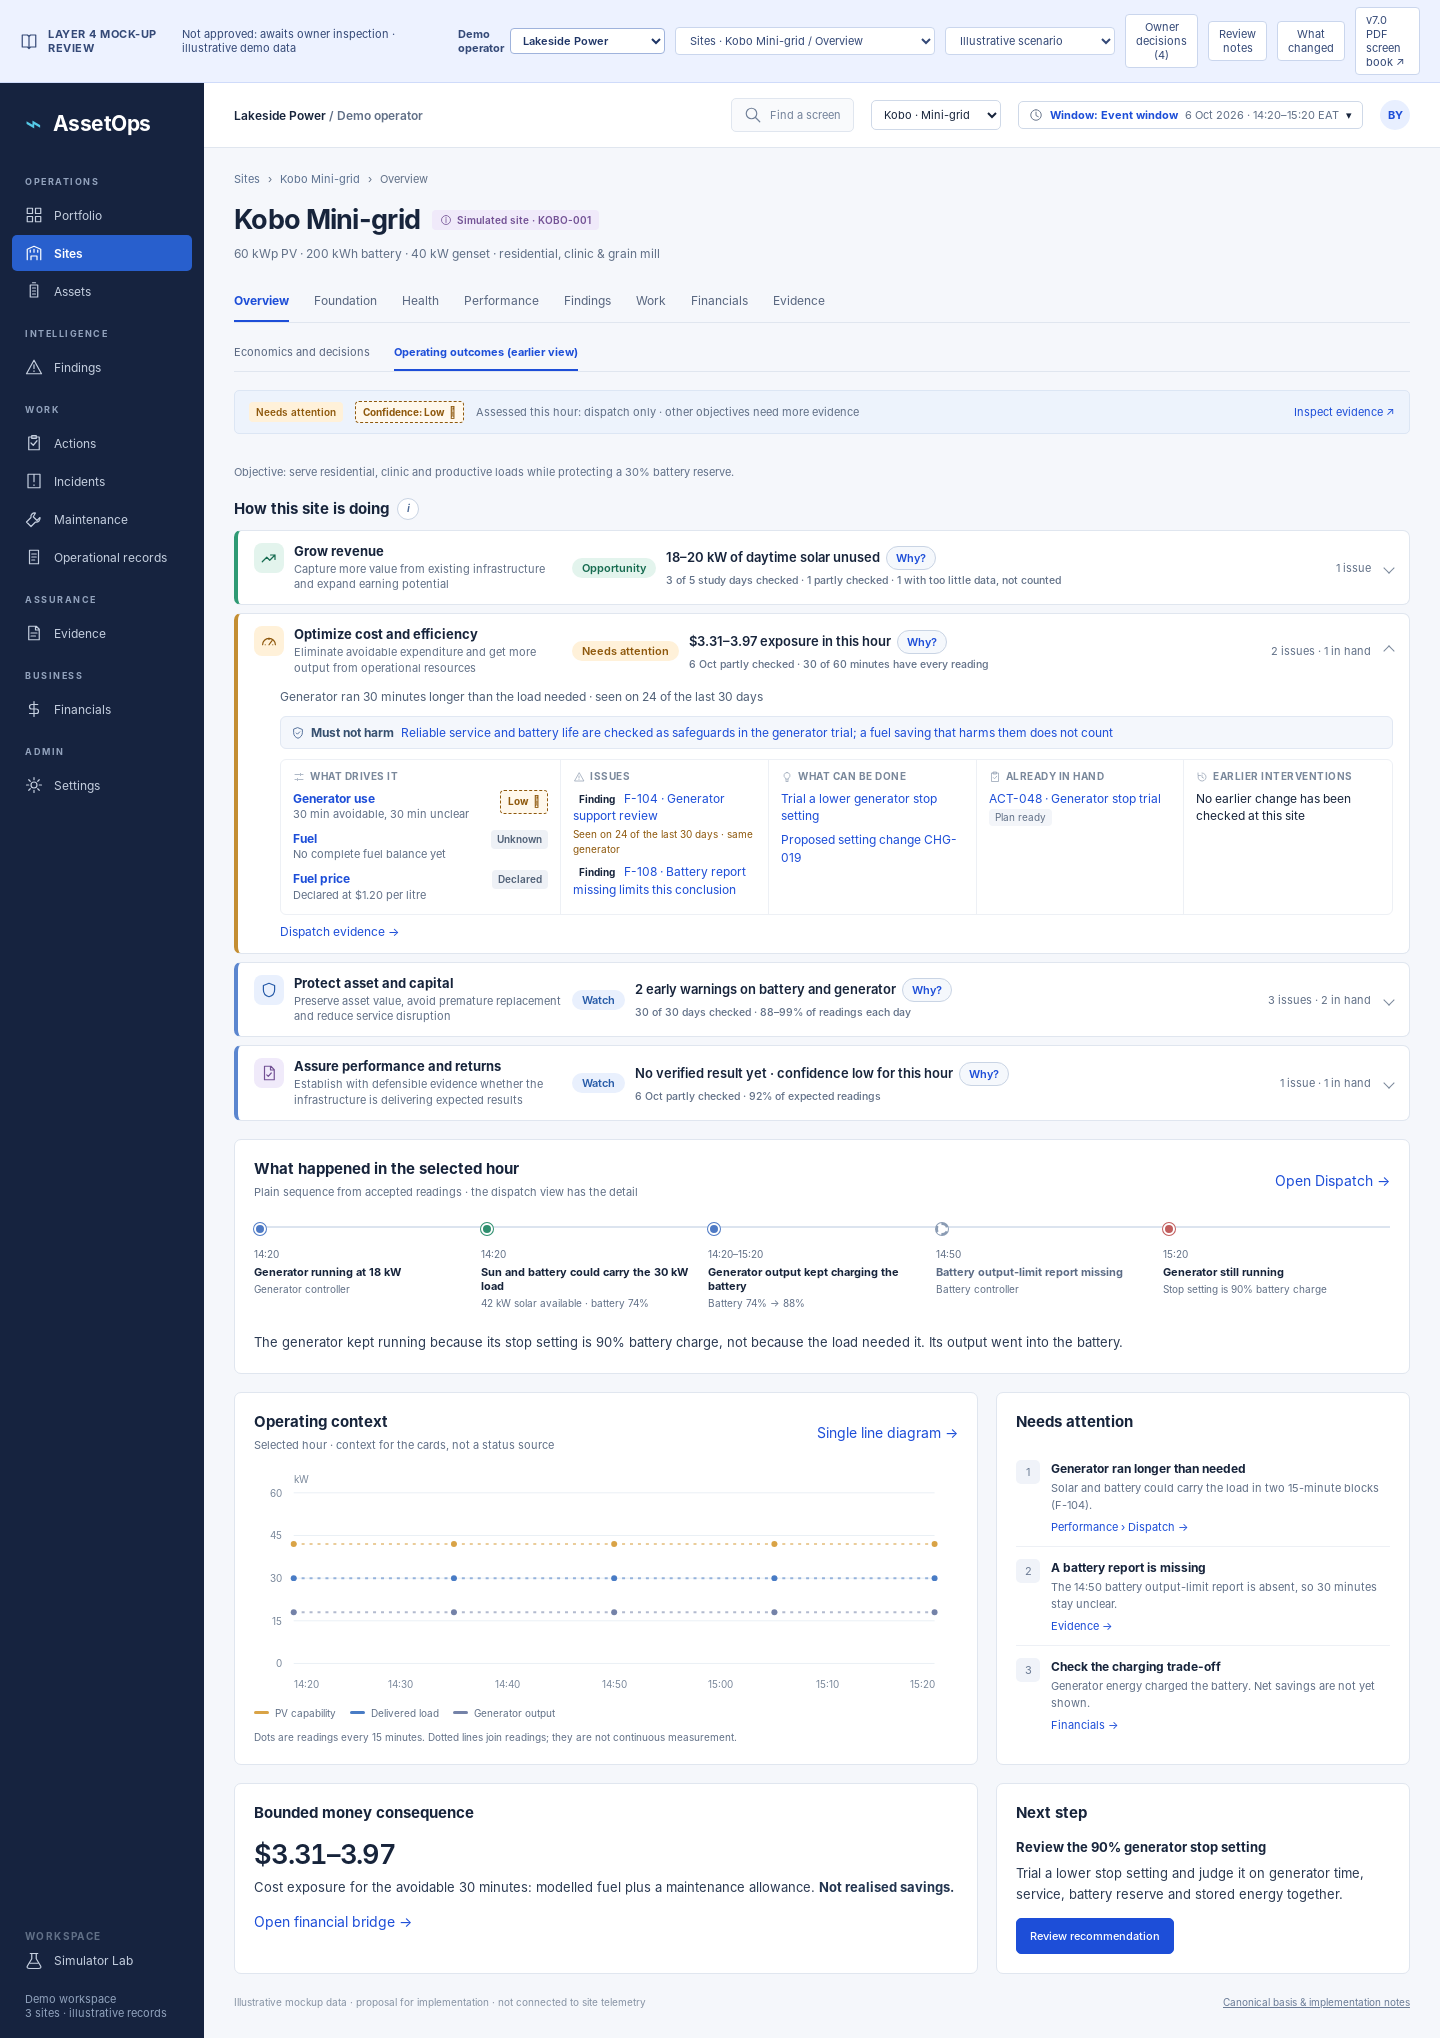 LAYER 4 MOCK-UP
REVIEW
Not approved: awaits owner inspection ·
illustrative demo data
Demo
operator
Lakeside Power
Sites · Kobo Mini-grid / Overview
Illustrative scenario
Owner
decisions
(4)
Review
notes
What
changed
v7.0
PDF
screen
book ↗
AssetOps
Lakeside Power / Demo operator
Find a screen
Kobo · Mini-grid
Window: Event window 6 Oct 2026 · 14:20–15:20 EAT ▾
BY
OPERATIONS
Portfolio
Sites
Assets
INTELLIGENCE
Findings
WORK
Actions
Incidents
Maintenance
Operational records
ASSURANCE
Evidence
BUSINESS
Financials
ADMIN
Settings
WORKSPACE
Simulator Lab
Demo workspace
3 sites · illustrative records
Sites › Kobo Mini-grid › Overview
Kobo Mini-grid
Simulated site · KOBO-001
60 kWp PV · 200 kWh battery · 40 kW genset · residential, clinic & grain mill
Overview Foundation Health Performance Findings Work Financials Evidence
Economics and decisions Operating outcomes (earlier view)
Needs attention Confidence: Low Assessed this hour: dispatch only · other objectives need more evidence Inspect evidence ↗
Objective: serve residential, clinic and productive loads while protecting a 30% battery reserve.
How this site is doing i
Grow revenue
Capture more value from existing infrastructure
and expand earning potential
Opportunity
18–20 kW of daytime solar unused Why?
3 of 5 study days checked · 1 partly checked · 1 with too little data, not counted
1 issue
Optimize cost and efficiency
Eliminate avoidable expenditure and get more
output from operational resources
Needs attention
$3.31–3.97 exposure in this hour Why?
6 Oct partly checked · 30 of 60 minutes have every reading
2 issues · 1 in hand
Generator ran 30 minutes longer than the load needed · seen on 24 of the last 30 days
Must not harm Reliable service and battery life are checked as safeguards in the generator trial; a fuel saving that harms them does not count
WHAT DRIVES IT
Generator use
30 min avoidable, 30 min unclear
Low
Fuel
No complete fuel balance yet
Unknown
Fuel price
Declared at $1.20 per litre
Declared
ISSUES
Finding F-104 · Generator
support review
Seen on 24 of the last 30 days · same
generator
Finding F-108 · Battery report
missing limits this conclusion
WHAT CAN BE DONE
Trial a lower generator stop
setting
Proposed setting change CHG-
019
ALREADY IN HAND
ACT-048 · Generator stop trial
Plan ready
EARLIER INTERVENTIONS
No earlier change has been
checked at this site
Dispatch evidence →
Protect asset and capital
Preserve asset value, avoid premature replacement
and reduce service disruption
Watch
2 early warnings on battery and generator Why?
30 of 30 days checked · 88–99% of readings each day
3 issues · 2 in hand
Assure performance and returns
Establish with defensible evidence whether the
infrastructure is delivering expected results
Watch
No verified result yet · confidence low for this hour Why?
6 Oct partly checked · 92% of expected readings
1 issue · 1 in hand
What happened in the selected hour
Plain sequence from accepted readings · the dispatch view has the detail
Open Dispatch →
14:20
Generator running at 18 kW
Generator controller
14:20
Sun and battery could carry the 30 kW
load
42 kW solar available · battery 74%
14:20–15:20
Generator output kept charging the
battery
Battery 74% → 88%
14:50
Battery output-limit report missing
Battery controller
15:20
Generator still running
Stop setting is 90% battery charge
The generator kept running because its stop setting is 90% battery charge, not because the load needed it. Its output went into the battery.
Operating context
Selected hour · context for the cards, not a status source
Single line diagram →
kW
60
45
30
15
0
14:20 14:30 14:40 14:50 15:00 15:10 15:20
PV capability Delivered load Generator output
Dots are readings every 15 minutes. Dotted lines join readings; they are not continuous measurement.
Needs attention
1
Generator ran longer than needed
Solar and battery could carry the load in two 15-minute blocks
(F-104).
Performance › Dispatch →
2
A battery report is missing
The 14:50 battery output-limit report is absent, so 30 minutes
stay unclear.
Evidence →
3
Check the charging trade-off
Generator energy charged the battery. Net savings are not yet
shown.
Financials →
Bounded money consequence
$3.31–3.97
Cost exposure for the avoidable 30 minutes: modelled fuel plus a maintenance allowance. Not realised savings.
Open financial bridge →
Next step
Review the 90% generator stop setting
Trial a lower stop setting and judge it on generator time,
service, battery reserve and stored energy together.
Review recommendation
Illustrative mockup data · proposal for implementation · not connected to site telemetry
Canonical basis & implementation notes